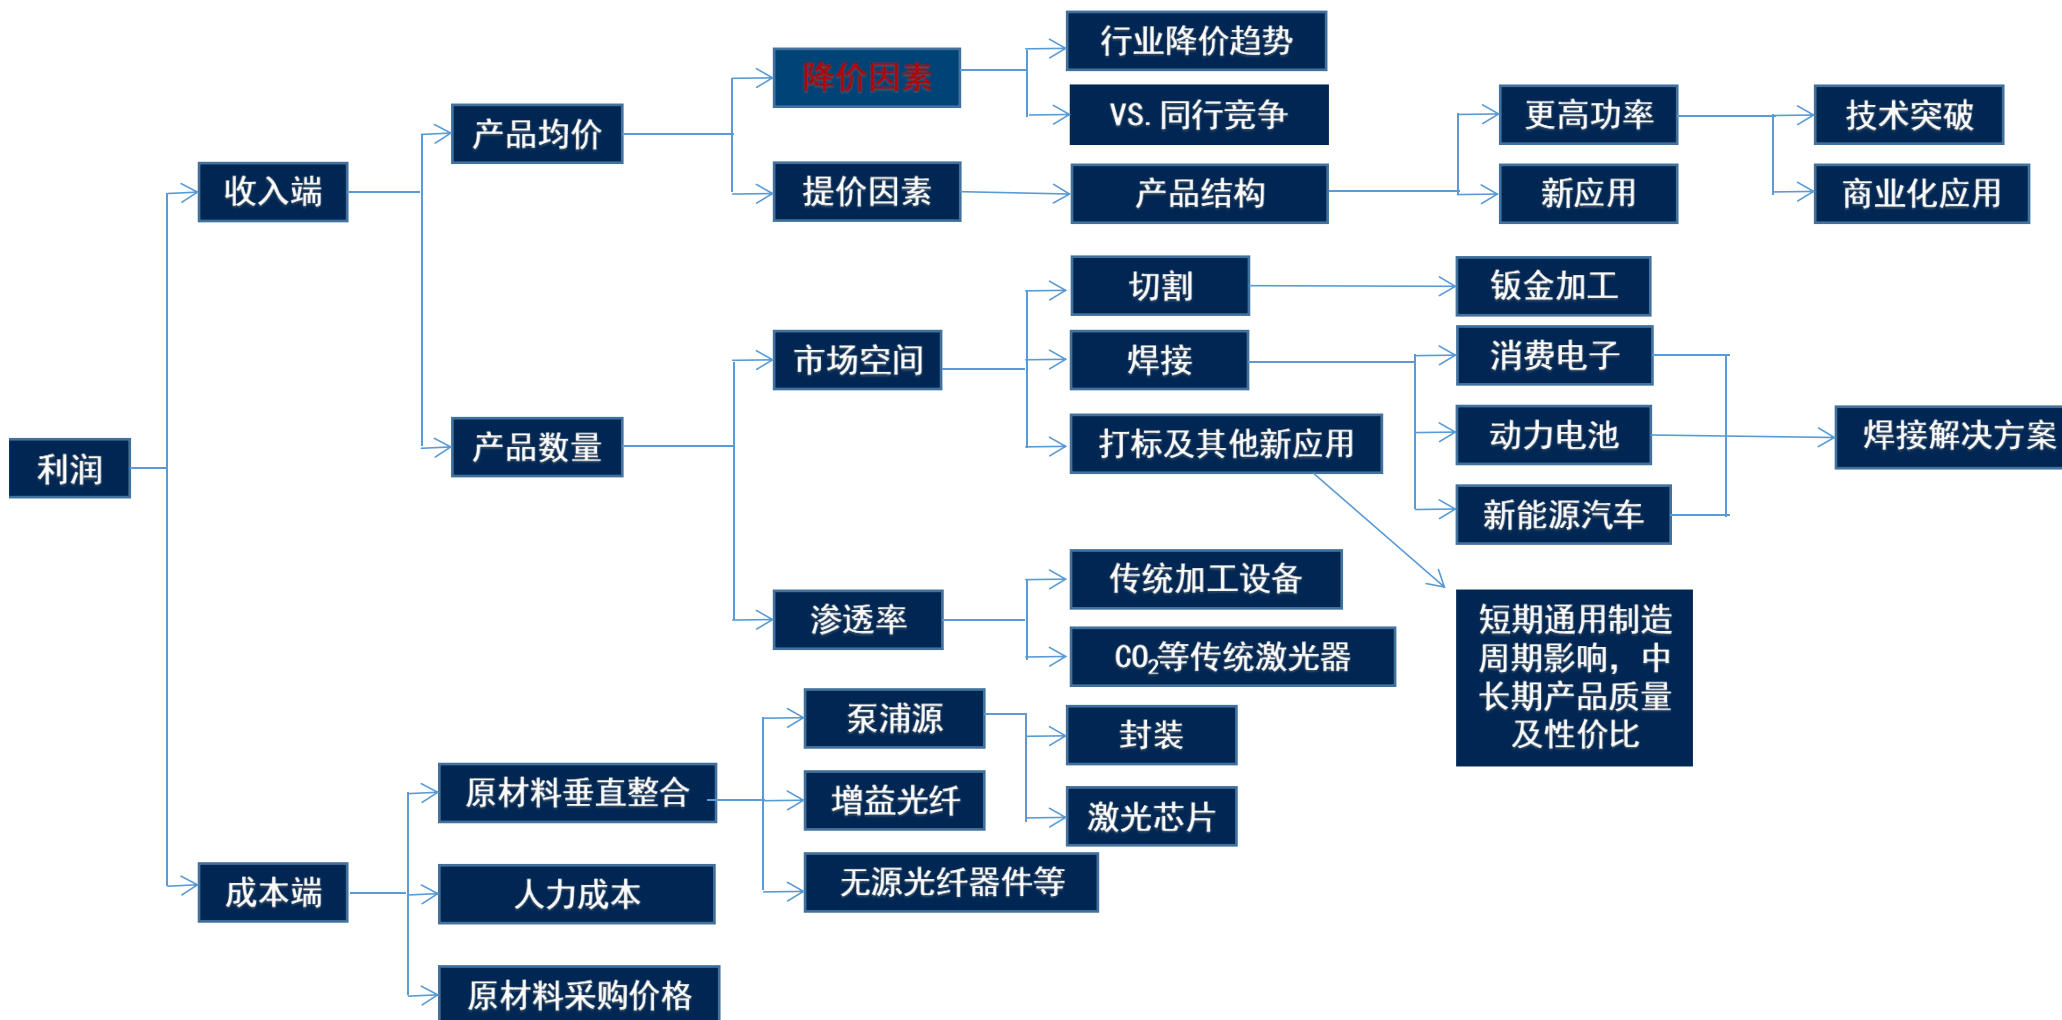 利润
收入端
产品均价
降价因素
行业降价趋势
VS.同行竞争
提价因素
产品结构
更高功率
技术突破
商业化应用
新应用
产品数量
市场空间
切割
钣金加工
焊接
消费电子
动力电池
新能源汽车
焊接解决方案
打标及其他新应用
短期通用制造
周期影响，中
长期产品质量
及性价比
渗透率
传统加工设备
CO₂等传统激光器
成本端
原材料垂直整合
泵浦源
封装
激光芯片
增益光纤
无源光纤器件等
人力成本
原材料采购价格